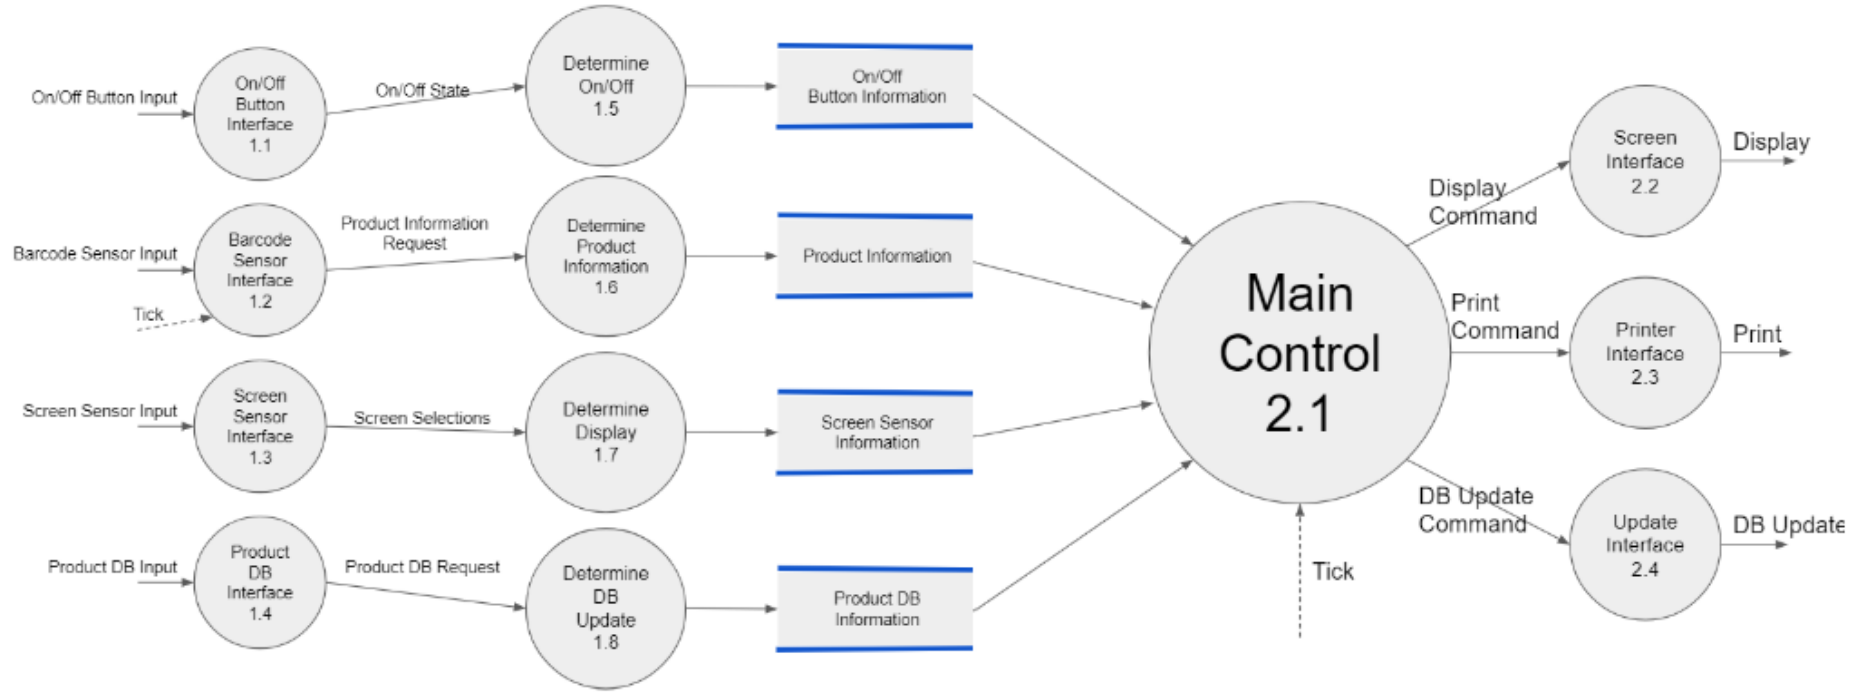 On/Off Button Input
On/Off
Button
Interface
1.1
On/Off State
Determine
On/Off
1.5
On/Off
Button Information
Barcode Sensor Input
Tick
Barcode
Sensor
Interface
1.2
Product Information
Request
Determine
Product
Information
1.6
Product Information
Screen Sensor Input
Screen
Sensor
Interface
1.3
Screen Selections
Determine
Display
1.7
Screen Sensor
Information
Product DB Input
Product
DB
Interface
1.4
Product DB Request
Determine
DB
Update
1.8
Product DB
Information
Main
Control
2.1
Tick
Display
Command
Screen
Interface
2.2
Display
Print
Command
Printer
Interface
2.3
Print
DB Update
Command
Update
Interface
2.4
DB Update